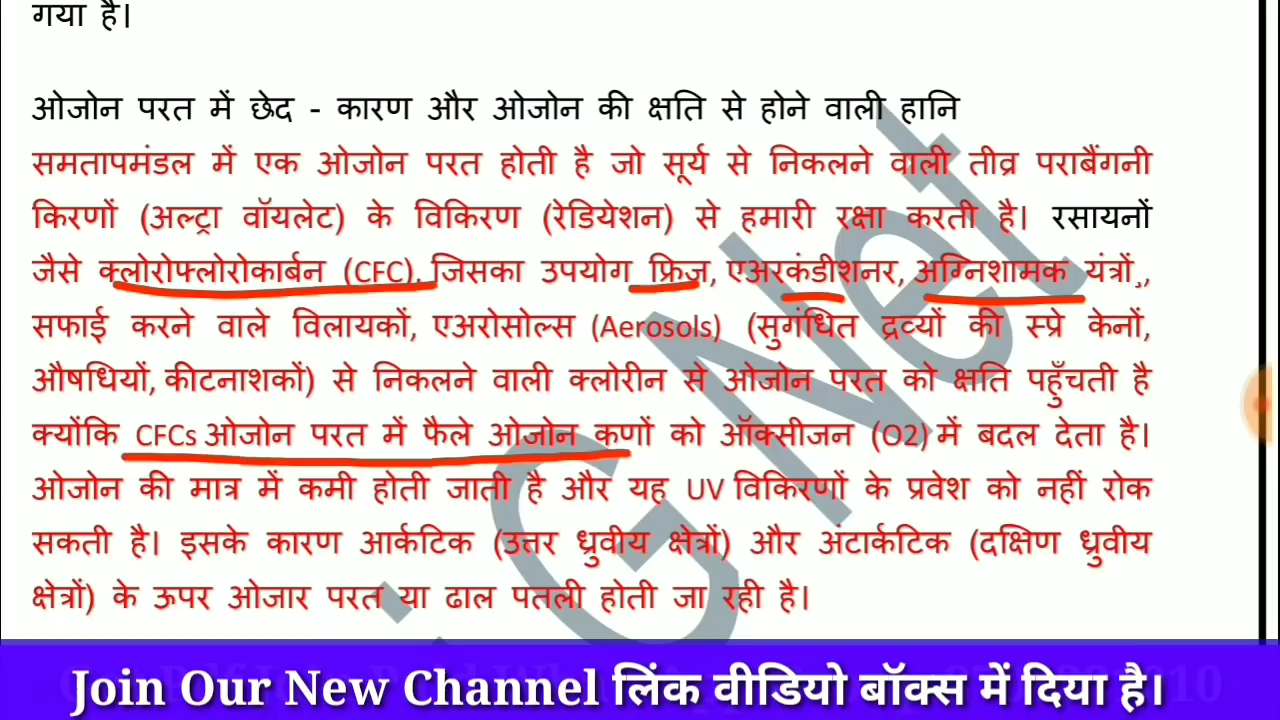 गया है।
ओजोन परत में छेद - कारण और ओजोन की क्षति से होने वाली हानि
समतापमंडल में एक ओजोन परत होती है जो सूर्य से निकलने वाली तीव्र पराबैंगनी
किरणों (अल्ट्रा वॉयलेट) के विकिरण (रेडियेशन) से हमारी रक्षा करती है। रसायनों
जैसे क्लोरोफ्लोरोकार्बन (CFC), जिसका उपयोग फ्रिज, एअरकंडीशनर, अग्निशामक यंत्रों,,
सफाई करने वाले विलायकों, एअरोसोल्स (Aerosols) (सुगंधित द्रव्यों की स्प्रे केनों,
औषधियों, कीटनाशकों) से निकलने वाली क्लोरीन से ओजोन परत को क्षति पहुँचती है
क्योंकि CFCs ओजोन परत में फैले ओजोन कणों को ऑक्सीजन (O2) में बदल देता है।
ओजोन की मात्र में कमी होती जाती है और यह UV विकिरणों के प्रवेश को नहीं रोक
सकती है। इसके कारण आर्कटिक (उत्तर ध्रुवीय क्षेत्रों) और अंटार्कटिक (दक्षिण ध्रुवीय
क्षेत्रों) के ऊपर ओजार परत या ढाल पतली होती जा रही है।
G Net
Join Our New Channel लिंक वीडियो बॉक्स में दिया है।